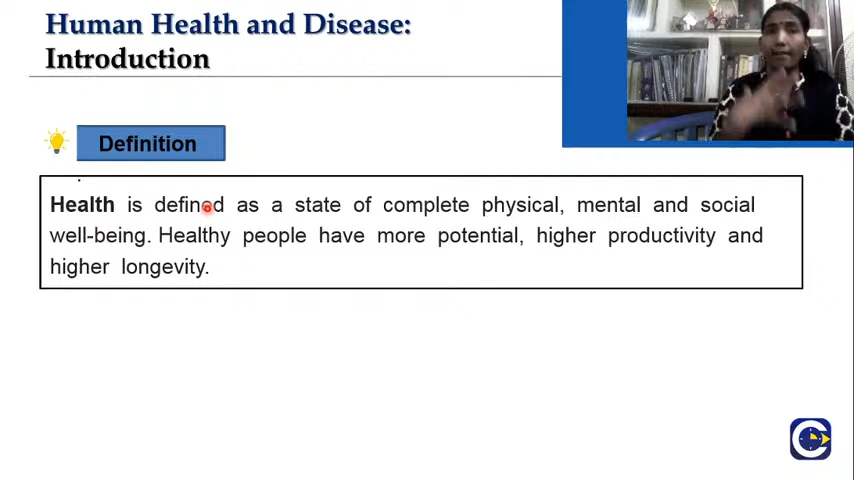 Human Health and Disease:
Introduction
Definition
Health is defined as a state of complete physical, mental and social
well-being. Healthy people have more potential, higher productivity and
higher longevity.